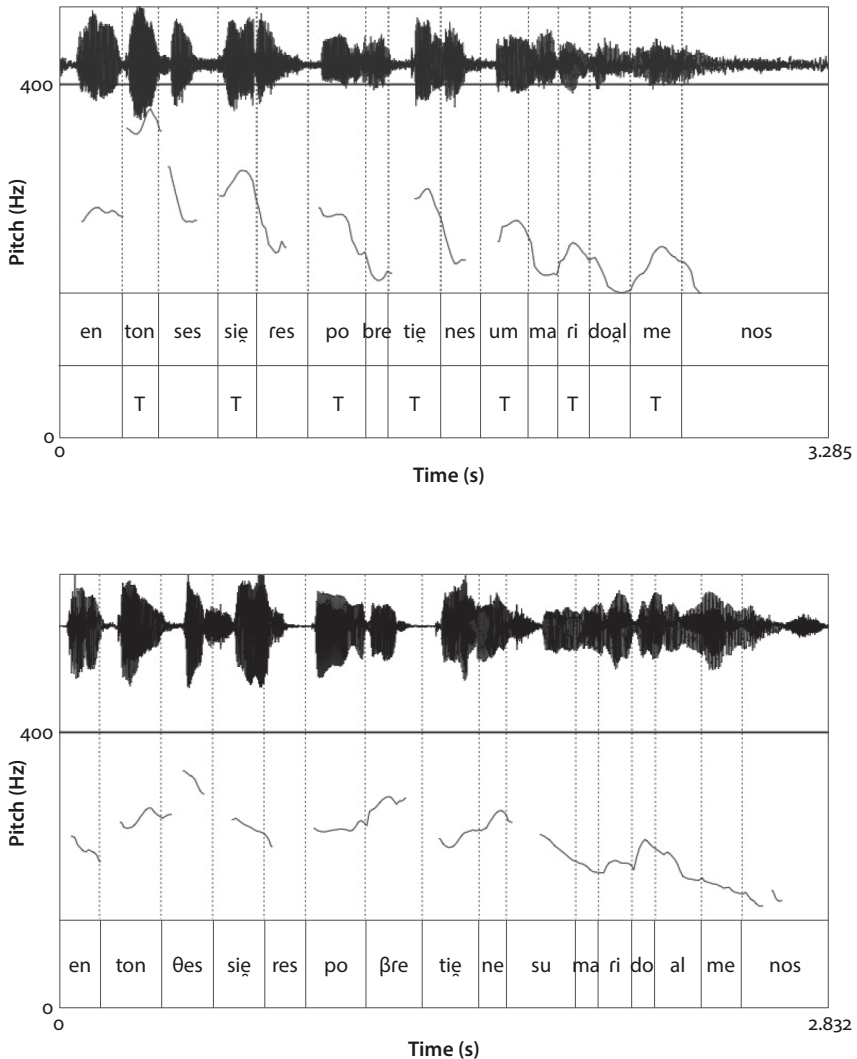 400
Pitch (Hz)
en ton ses sie̯ ɾes po bre tie̯ nes um ma ɾi doa̯l me nos
T T T T T T T
0
0 3.285
Time (s)
400
Pitch (Hz)
en ton θes sie̯ res po βɾe tie̯ ne su ma ɾi do al me nos
0
0 2.832
Time (s)